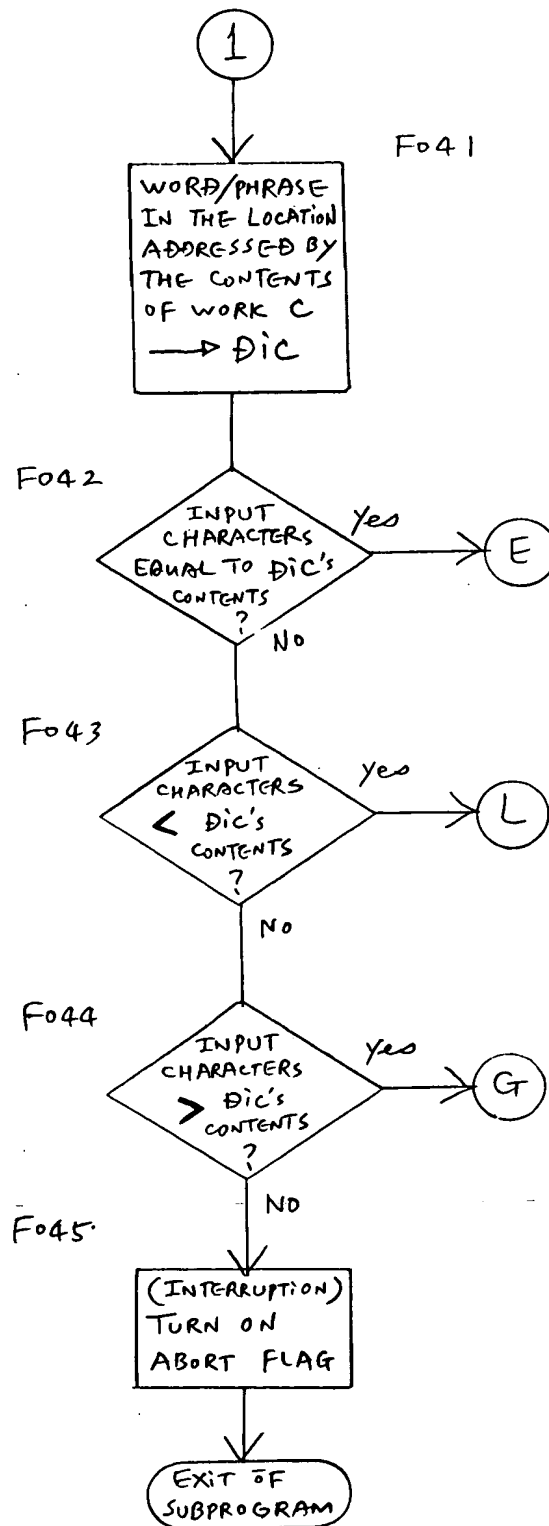 1
F041
WORD/PHRASE
IN THE LOCATION
ADDRESSED BY
THE CONTENTS
OF WORK C
→ DiC
F042
INPUT
CHARACTERS
EQUAL TO DiC's
CONTENTS
?
Yes
E
NO
F043
INPUT
CHARACTERS
< DiC's
CONTENTS
?
Yes
L
NO
F044
INPUT
CHARACTERS
> DiC's
CONTENTS
?
Yes
G
NO
F045.
(INTERRUPTION)
TURN ON
ABORT FLAG
EXIT OF
SUBPROGRAM